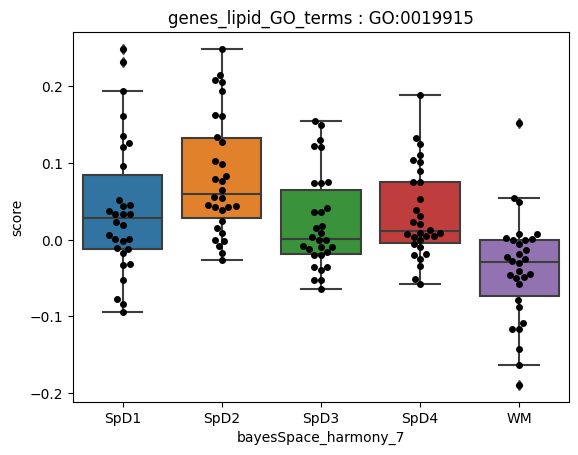 genes_lipid_GO_terms : GO:0019915
score
0.2
0.1
0.0
−0.1
−0.2
SpD1 SpD2 SpD3 SpD4 WM
bayesSpace_harmony_7